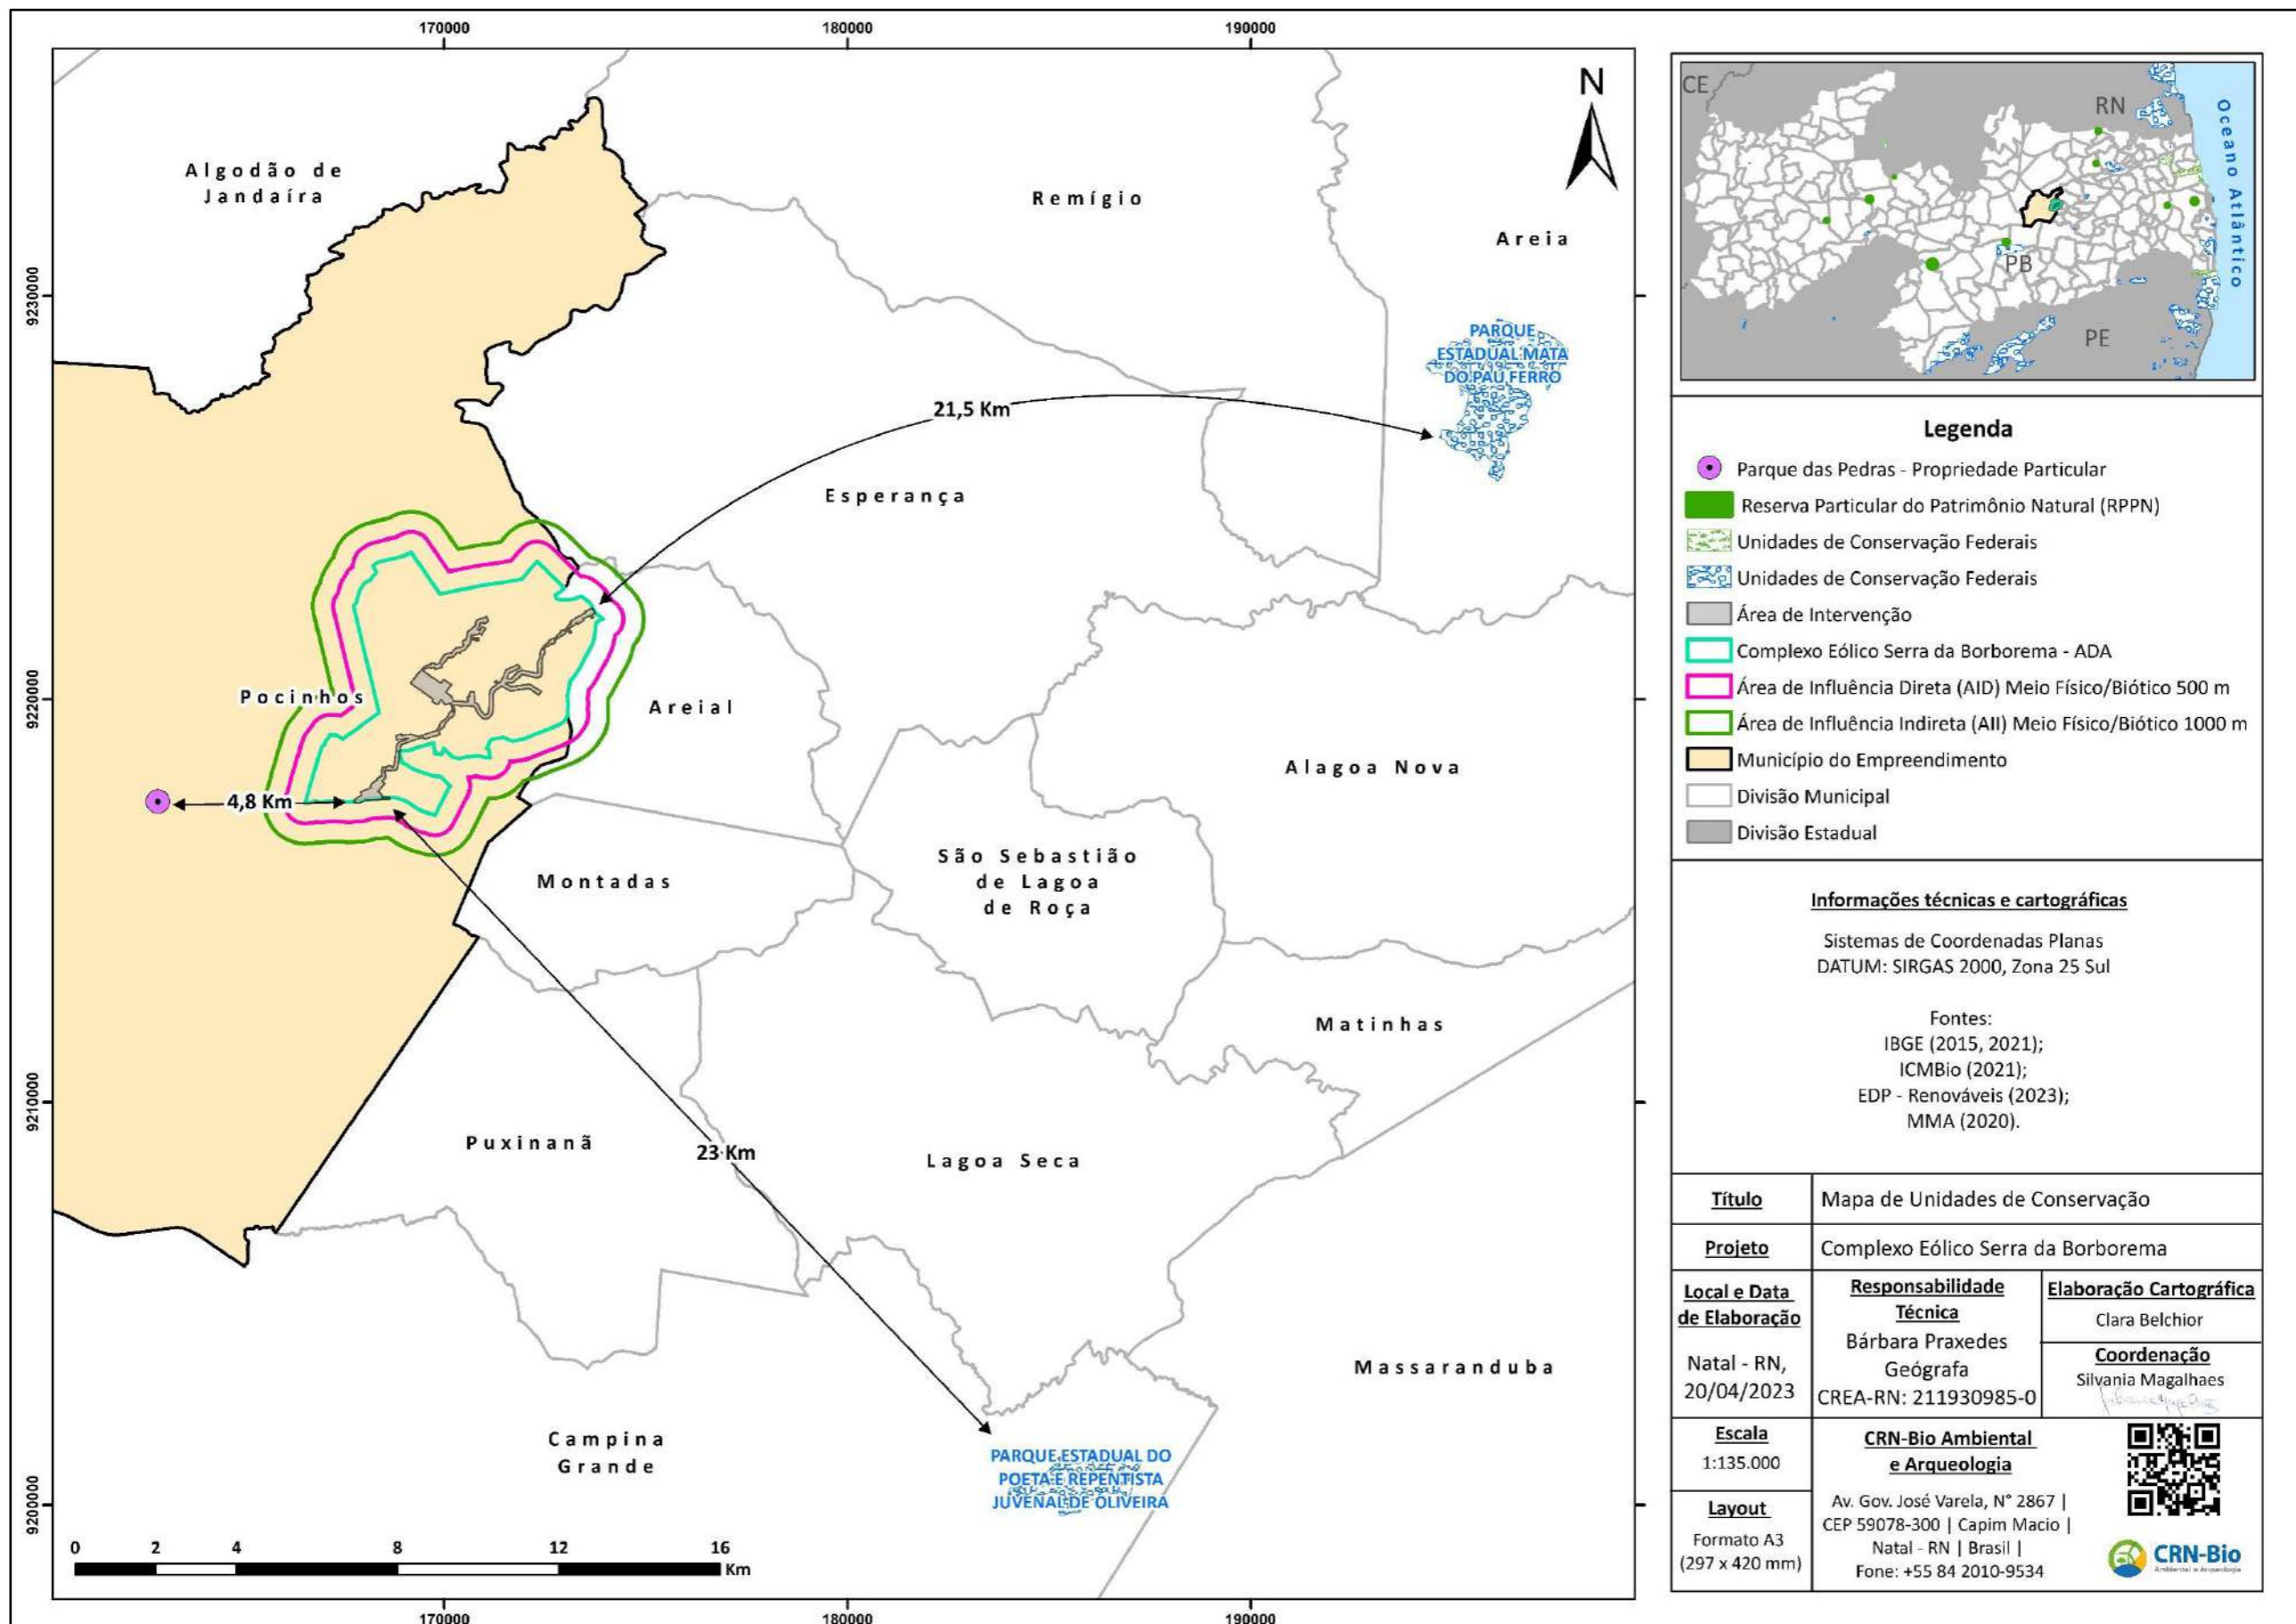 170000
180000
190000
9230000
9220000
9210000
9200000
Algodão de
Jandaíra
Remígio
Areia
N
PARQUE
ESTADUAL MATA
DO PAU FERRO
21,5 Km
Esperança
Pocinhos
Areial
4,8 Km
Alagoa Nova
Montadas
São Sebastião
de Lagoa
de Roça
Matinhas
Puxinanã
23 Km
Lagoa Seca
Massaranduba
Campina
Grande
PARQUE ESTADUAL DO
POETA E REPENTISTA
JUVENAL DE OLIVEIRA
0 2 4 8 12 16
Km
170000
180000
190000
CE
RN
PB
PE
Oceano Atlântico
Legenda
Parque das Pedras - Propriedade Particular
Reserva Particular do Patrimônio Natural (RPPN)
Unidades de Conservação Federais
Unidades de Conservação Federais
Área de Intervenção
Complexo Eólico Serra da Borborema - ADA
Área de Influência Direta (AID) Meio Físico/Biótico 500 m
Área de Influência Indireta (AII) Meio Físico/Biótico 1000 m
Município do Empreendimento
Divisão Municipal
Divisão Estadual
Informações técnicas e cartográficas
Sistemas de Coordenadas Planas
DATUM: SIRGAS 2000, Zona 25 Sul
Fontes:
IBGE (2015, 2021);
ICMBio (2021);
EDP - Renováveis (2023);
MMA (2020).
Título
Mapa de Unidades de Conservação
Projeto
Complexo Eólico Serra da Borborema
Local e Data
de Elaboração
Natal - RN,
20/04/2023
Responsabilidade
Técnica
Bárbara Praxedes
Geógrafa
CREA-RN: 211930985-0
Elaboração Cartográfica
Clara Belchior
Coordenação
Silvania Magalhaes
Escala
1:135.000
Layout
Formato A3
(297 x 420 mm)
CRN-Bio Ambiental
e Arqueologia
Av. Gov. José Varela, N° 2867 |
CEP 59078-300 | Capim Macio |
Natal - RN | Brasil |
Fone: +55 84 2010-9534
CRN-Bio
Ambiental e Arqueologia